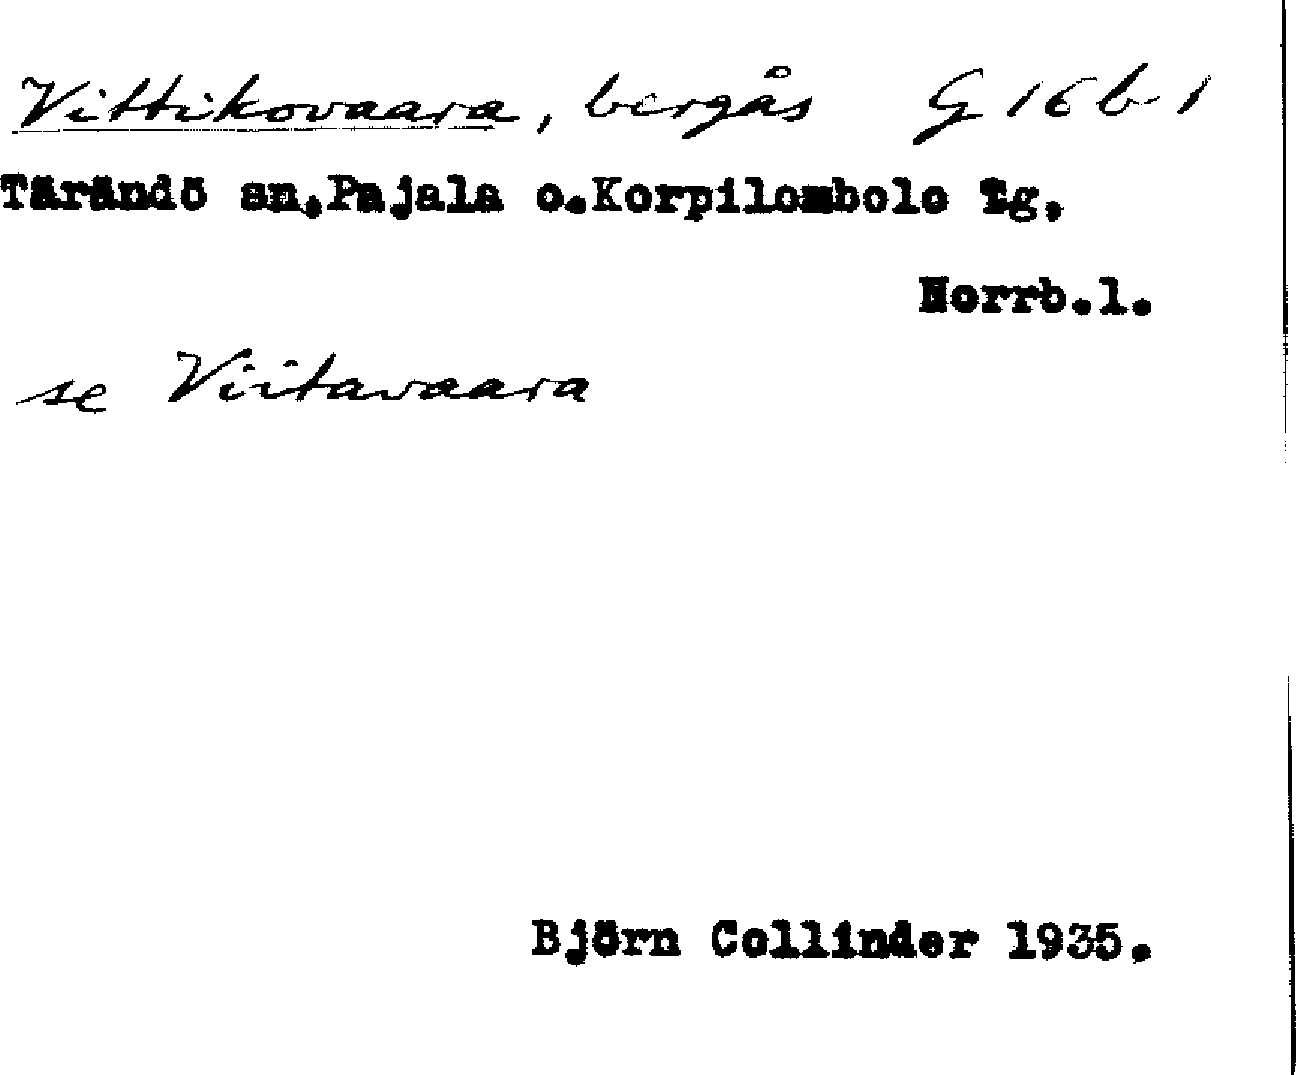 Vittikovaara, bergås G 16 b 1
Tärändö sn, Pajala o. Korpilombolo tg,
Norrb.l.
se Viitavaara
Björn Collinder 1935.